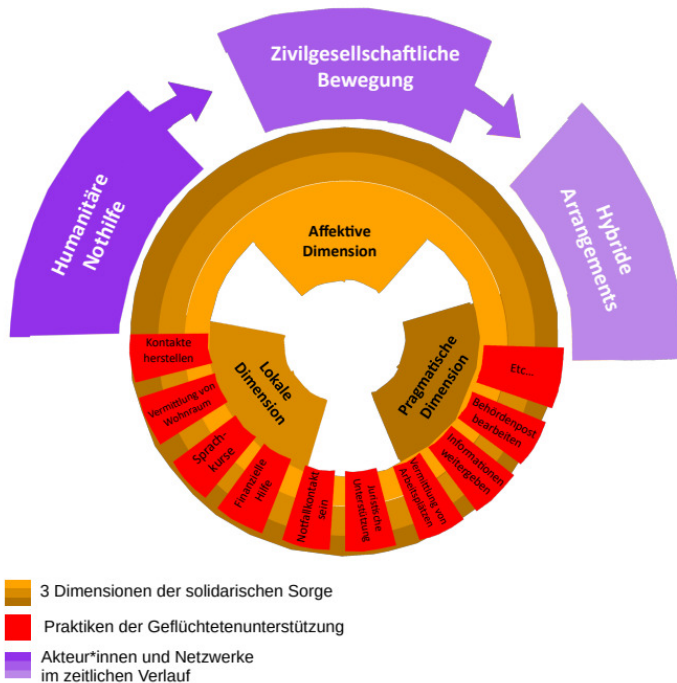 Zivilgesellschaftliche
Bewegung
Humanitäre
Nothilfe
Hybride
Arrangements
Affektive
Dimension
Lokale
Dimension
Pragmatische
Dimension
Kontakte
herstellen
Vermittlung von
Wohnraum
Sprach-
kurse
Finanzielle
Hilfe
Notfallkontakt
sein
Juristische
Unterstützung
Vermittlung von
Arbeitsplätzen
Informationen
weitergeben
Behördenpost
bearbeiten
Etc...
3 Dimensionen der solidarischen Sorge
Praktiken der Geflüchtetenunterstützung
Akteur*innen und Netzwerke
im zeitlichen Verlauf